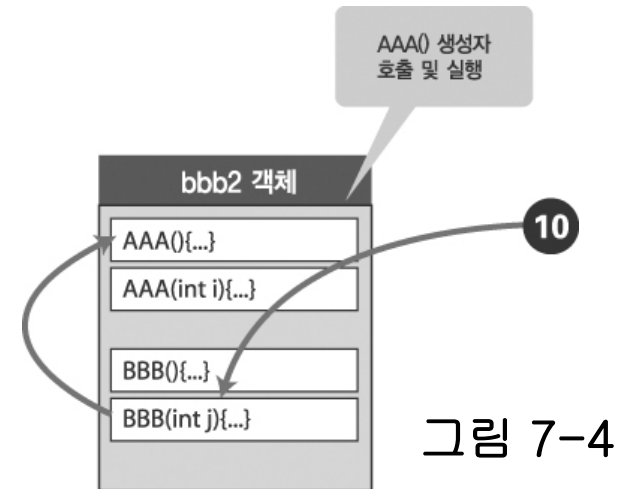 AAA() 생성자
호출 및 실행
bbb2 객체
AAA(){...}
10
AAA(int i){...}
BBB(){...}
BBB(int j){...}
그림 7-4